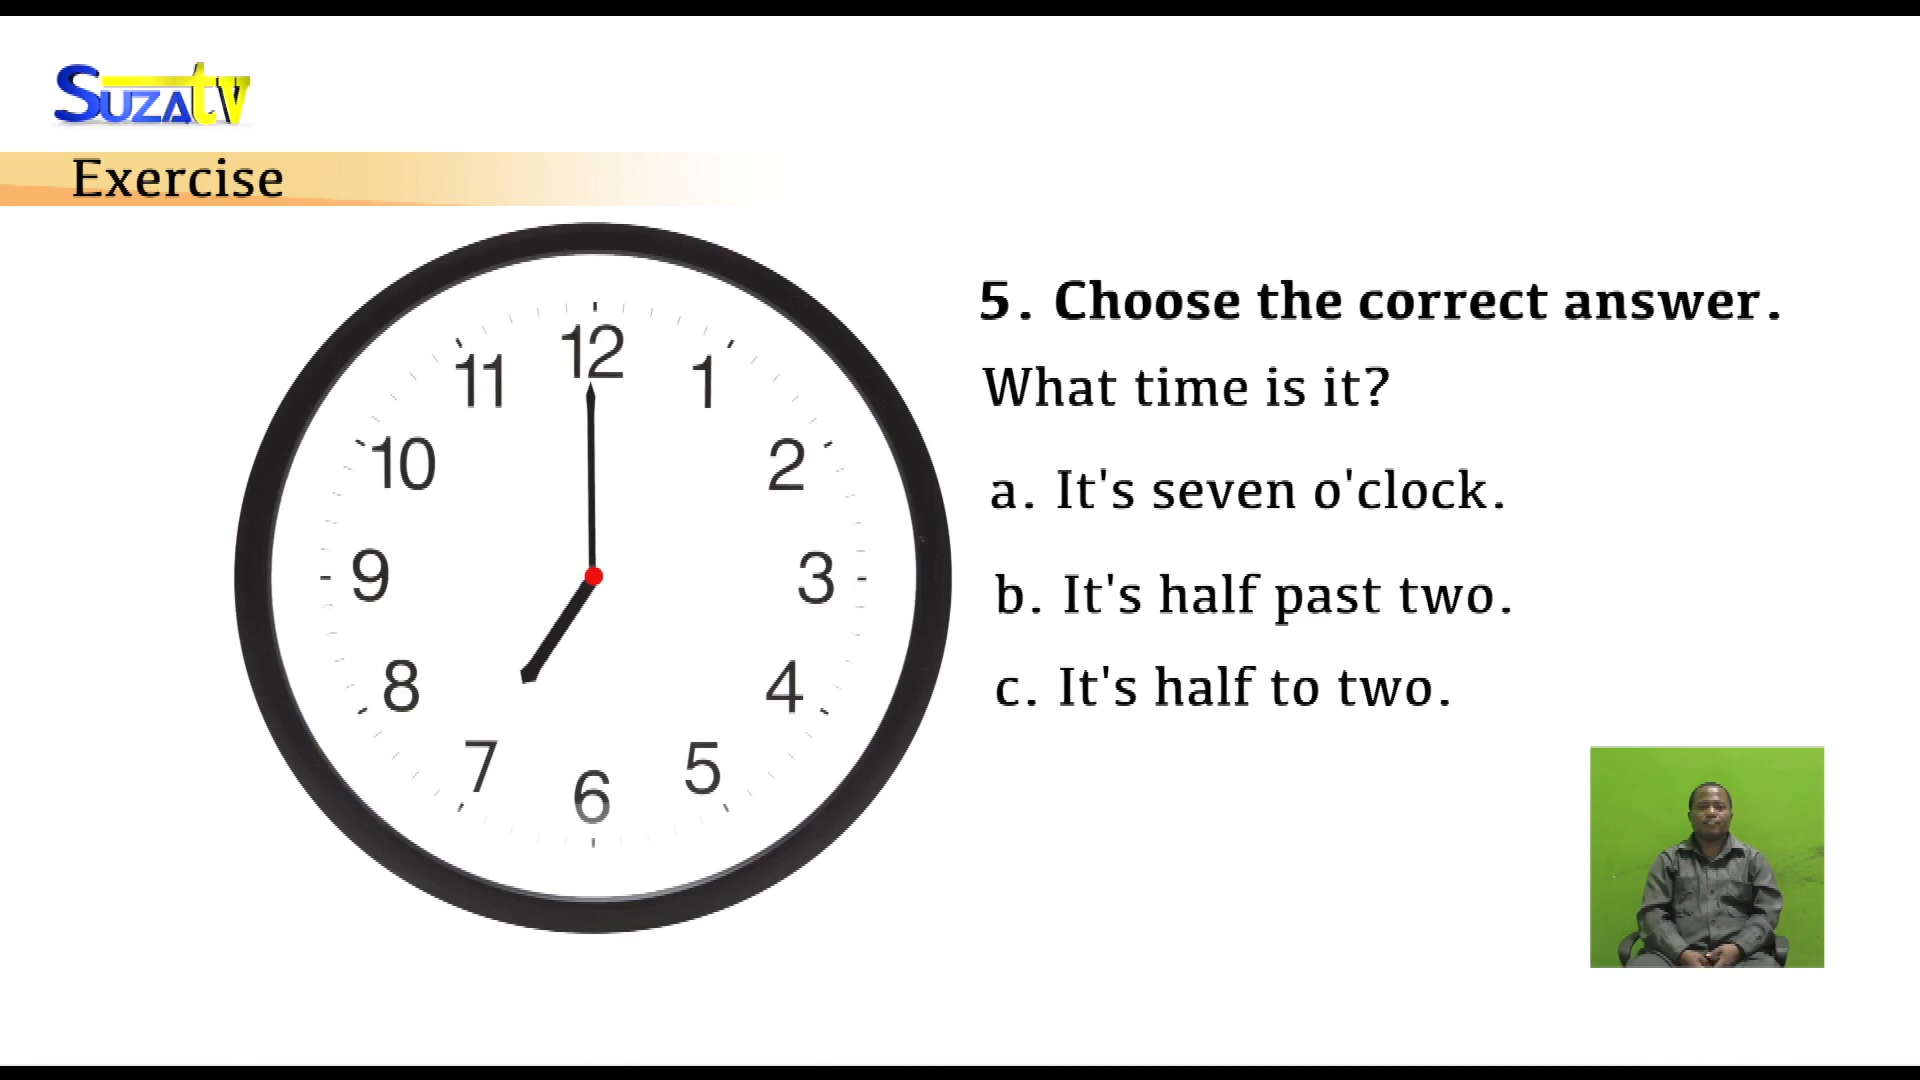 SUZAtv
Exercise
12
11
1
10
2
9
3
8
4
7
5
6
5. Choose the correct answer.
What time is it?
a. It's seven o'clock.
b. It's half past two.
c. It's half to two.